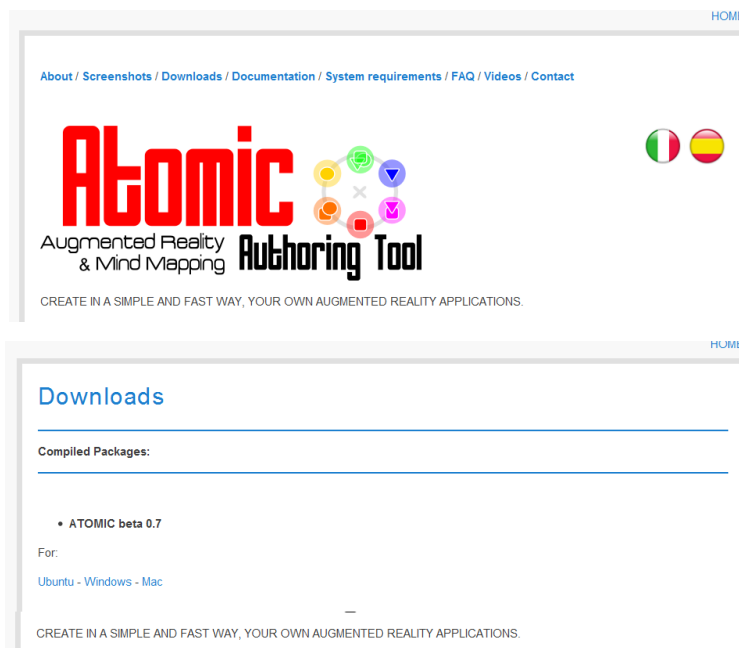 HOME
About / Screenshots / Downloads / Documentation / System requirements / FAQ / Videos / Contact
Atomic
Augmented Reality
& Mind Mapping
Authoring Tool
CREATE IN A SIMPLE AND FAST WAY, YOUR OWN AUGMENTED REALITY APPLICATIONS.
HOME
Downloads
Compiled Packages:
• ATOMIC beta 0.7
For:
Ubuntu - Windows - Mac
CREATE IN A SIMPLE AND FAST WAY, YOUR OWN AUGMENTED REALITY APPLICATIONS.